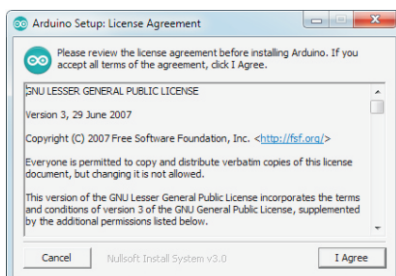 Arduino Setup: License Agreement
Please review the license agreement before installing Arduino. If you
accept all terms of the agreement, click I Agree.
GNU LESSER GENERAL PUBLIC LICENSE
Version 3, 29 June 2007
Copyright (C) 2007 Free Software Foundation, Inc. <http://fsf.org/>
Everyone is permitted to copy and distribute verbatim copies of this license
document, but changing it is not allowed.
This version of the GNU Lesser General Public License incorporates the terms
and conditions of version 3 of the GNU General Public License, supplemented
by the additional permissions listed below.
Cancel
Nullsoft Install System v3.0
I Agree